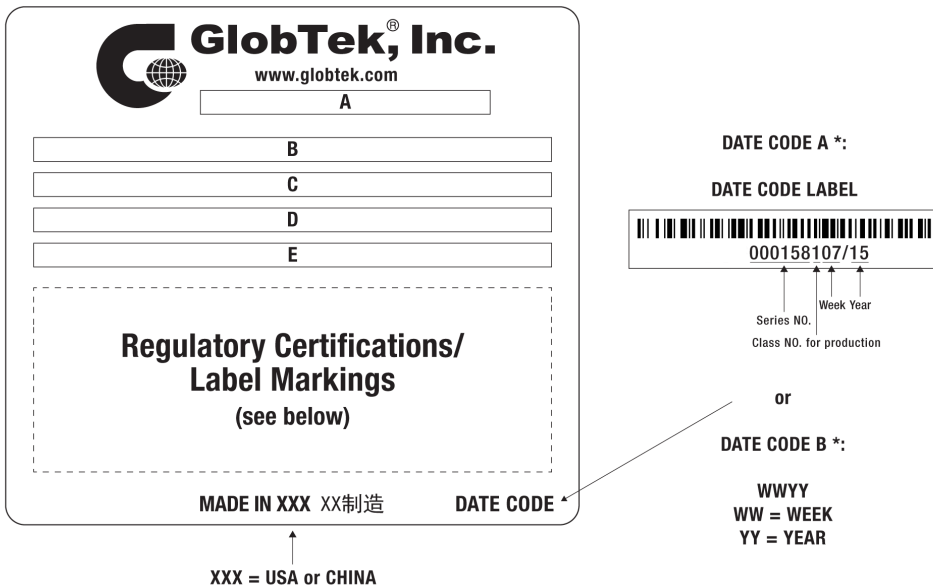 GlobTek®, Inc.
www.globtek.com
A
B
C
D
E
Regulatory Certifications/
Label Markings
(see below)
MADE IN XXX XX制造
DATE CODE
XXX = USA or CHINA
DATE CODE A *:
DATE CODE LABEL
000158107/15
Week Year
Series NO.
Class NO. for production
or
DATE CODE B *:
WWYY
WW = WEEK
YY = YEAR